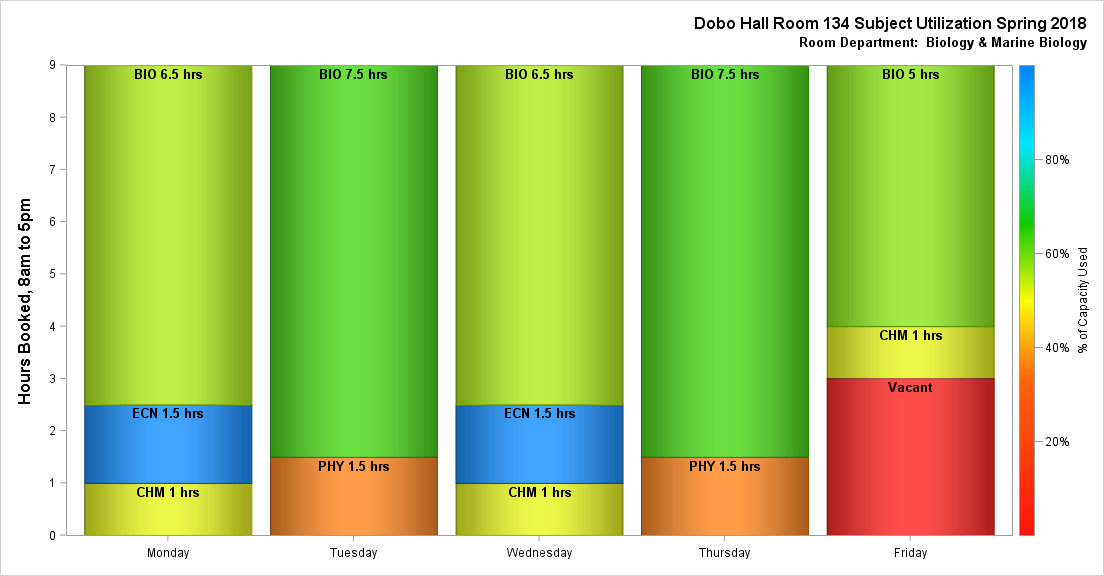 Dobo Hall Room 134 Subject Utilization Spring 2018
Room Department: Biology & Marine Biology
Hours Booked, 8am to 5pm
9
8
7
6
5
4
3
2
1
0
BIO 6.5 hrs
ECN 1.5 hrs
CHM 1 hrs
BIO 7.5 hrs
PHY 1.5 hrs
BIO 6.5 hrs
ECN 1.5 hrs
CHM 1 hrs
BIO 7.5 hrs
PHY 1.5 hrs
BIO 5 hrs
CHM 1 hrs
Vacant
Monday
Tuesday
Wednesday
Thursday
Friday
80%
60%
40%
20%
% of Capacity Used